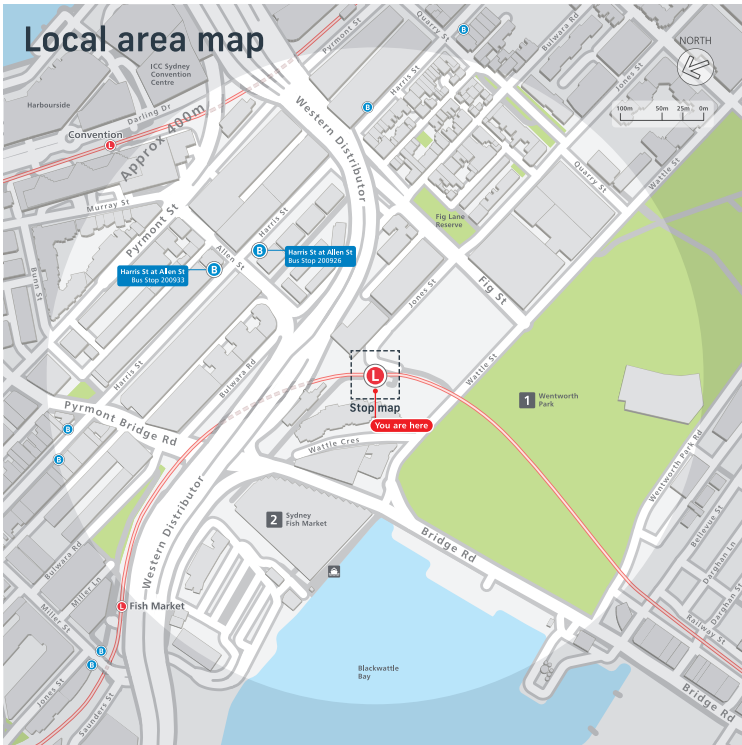 Local area map
Pyrmont St
Quarry St
B
Bulwara Rd
NORTH
ICC Sydney
Convention
Centre
Harris St
Jones St
100m 50m 25m 0m
Harbourside
Darling Dr
B
Western Distributor
Convention
L
Approx 400m
Quarry St
Wattle St
Murray St
Pyrmont St
Harris St
Fig Lane
Reserve
B
Harris St at Allen St
Bus Stop 200926
Allen St
Harris St at Allen St
Bus Stop 200933
B
Bunn St
Jones St
Fig St
Harris St
Bulwara Rd
Wattle St
L
Stop map
You are here
1
Wentworth
Park
Pyrmont Bridge Rd
B
B
Wattle Cres
Wentworth Park Rd
Western Distributor
2
Sydney
Fish Market
Bridge Rd
Bellevue St
Bulwara Rd
Miller Ln
Darghan Ln
Darghan St
L
Fish Market
Miller St
Railway St
B
B
Jones St
Saunders St
Blackwattle
Bay
Bridge Rd